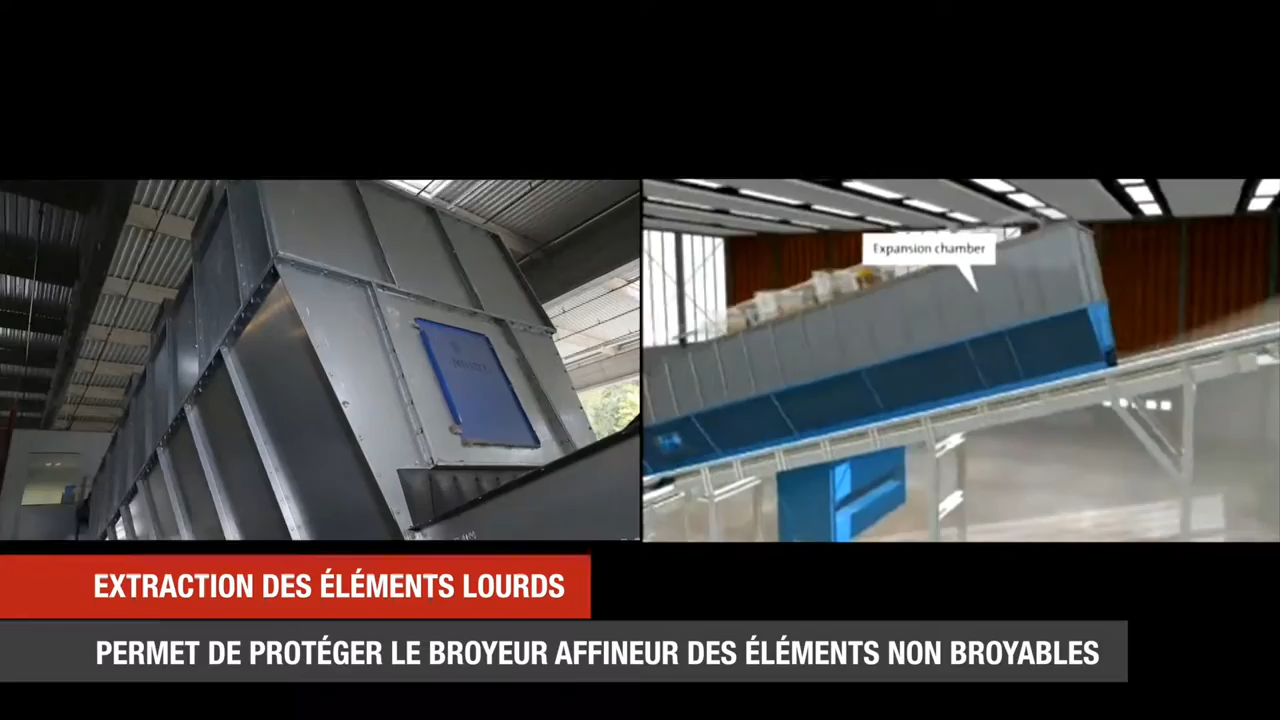 Expansion chamber
EXTRACTION DES ÉLÉMENTS LOURDS
PERMET DE PROTÉGER LE BROYEUR AFFINEUR DES ÉLÉMENTS NON BROYABLES